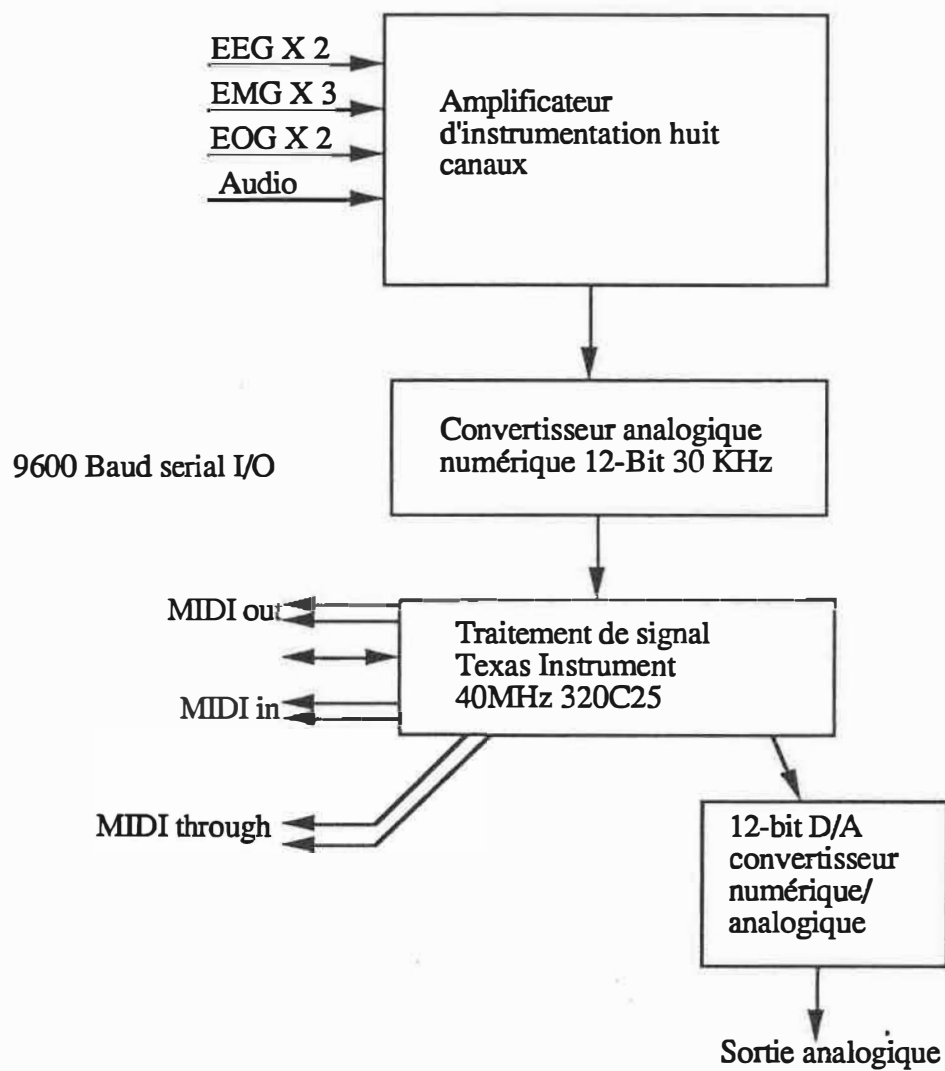 EEG X 2
EMG X 3
EOG X 2
Audio
Amplificateur
d'instrumentation huit
canaux
Convertisseur analogique
numérique 12-Bit 30 KHz
9600 Baud serial I/O
MIDI out
MIDI in
MIDI through
Traitement de signal
Texas Instrument
40MHz 320C25
12-bit D/A
convertisseur
numérique/
analogique
Sortie analogique